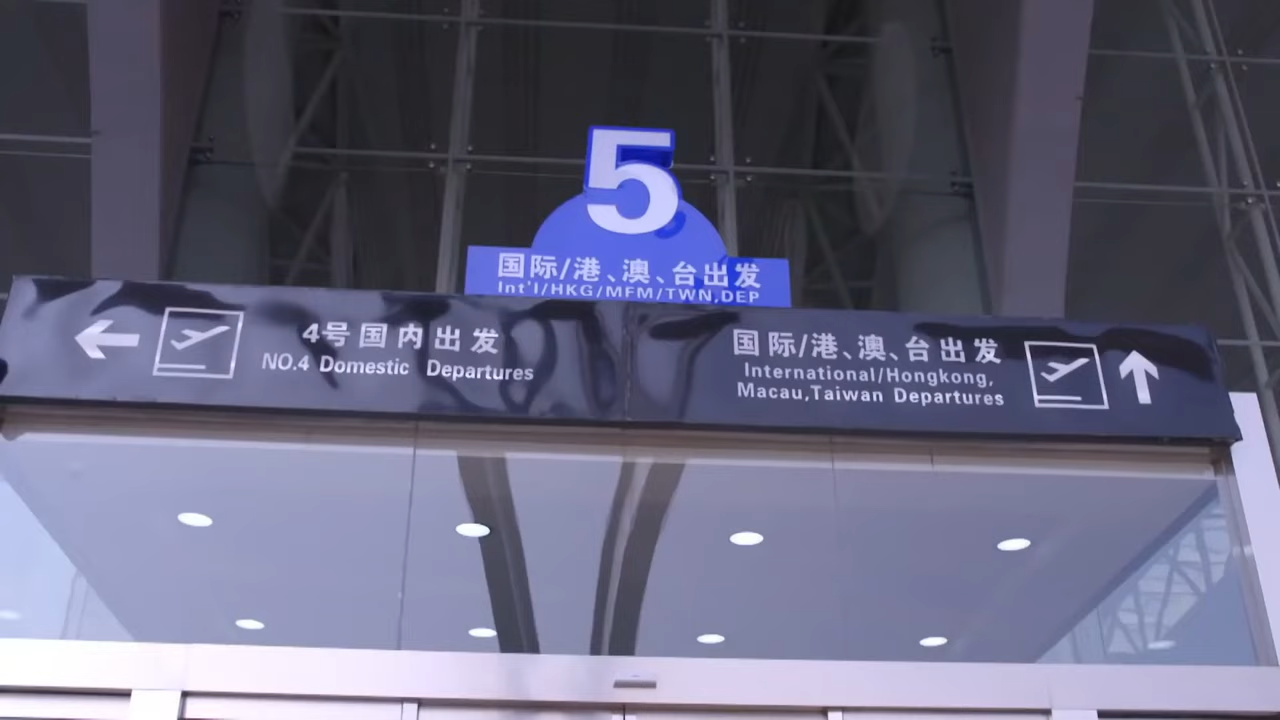 5
国际/港、澳、台出发
Int'l/HKG/MFM/TWN,DEP
4号国内出发
NO.4 Domestic Departures
国际/港、澳、台出发
International/Hongkong,
Macau,Taiwan Departures